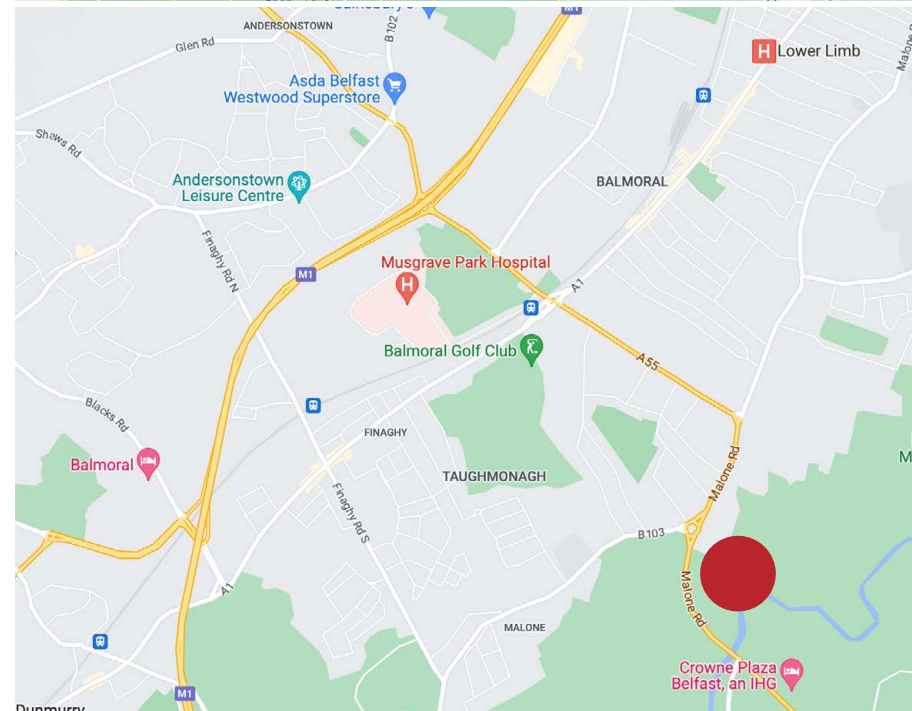 ANDERSONSTOWN
B102
M1
Glen Rd
H Lower Limb
Asda Belfast
Westwood Superstore
Shaws Rd
Andersonstown
Leisure Centre
BALMORAL
Finaghy Rd N
Musgrave Park Hospital
H
M1
A1
Balmoral Golf Club
A55
Blacks Rd
FINAGHY
Balmoral
TAUGHMONAGH
Malone Rd
Finaghy Rd S
B103
A1
Malone Rd
MALONE
Crowne Plaza
Belfast, an IHG
M1
Dunmurry